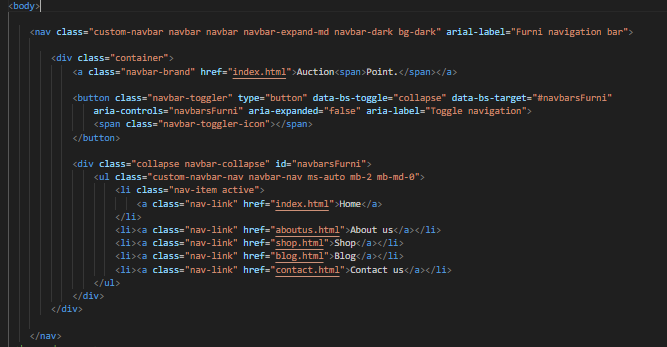 <body>
<nav class="custom-navbar navbar navbar navbar-expand-md navbar-dark bg-dark" arial-label="Furni navigation bar">
<div class="container">
<a class="navbar-brand" href="index.html">Auction<span>Point.</span></a>
<button class="navbar-toggler" type="button" data-bs-toggle="collapse" data-bs-target="#navbarsFurni"
aria-controls="navbarsFurni" aria-expanded="false" aria-label="Toggle navigation">
<span class="navbar-toggler-icon"></span>
</button>
<div class="collapse navbar-collapse" id="navbarsFurni">
<ul class="custom-navbar-nav navbar-nav ms-auto mb-2 mb-md-0">
<li class="nav-item active">
<a class="nav-link" href="index.html">Home</a>
</li>
<li><a class="nav-link" href="aboutus.html">About us</a></li>
<li><a class="nav-link" href="shop.html">Shop</a></li>
<li><a class="nav-link" href="blog.html">Blog</a></li>
<li><a class="nav-link" href="contact.html">Contact us</a></li>
</ul>
</div>
</div>
</nav>